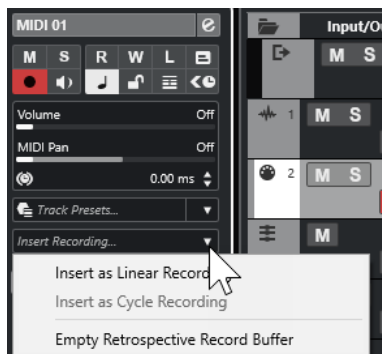 MIDI 01
Input/Ou
M S R W L
M S
Volume Off
1 M S
MIDI Pan Off
0.00 ms
2 M S
Track Presets...
Insert Recording...
M
Insert as Linear Record
Insert as Cycle Recording
Empty Retrospective Record Buffer